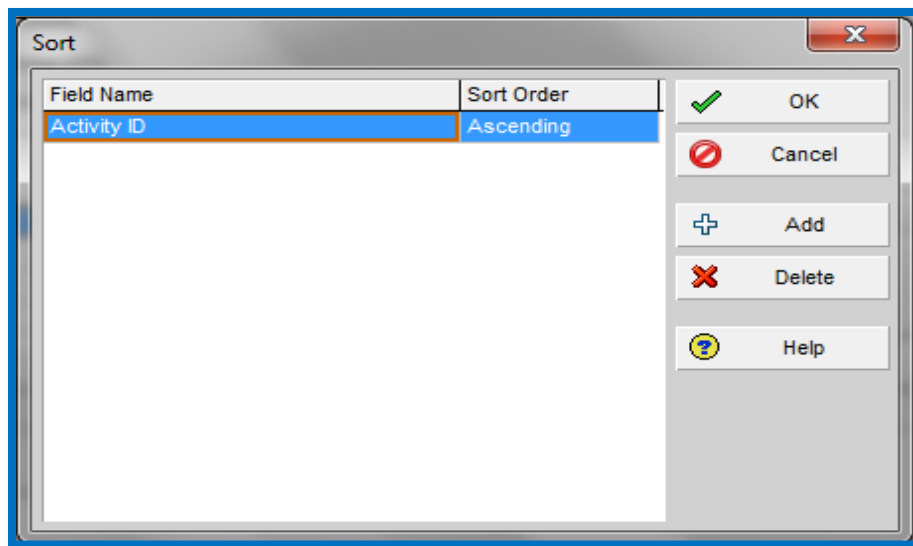 Sort
Field Name Sort Order
Activity ID Ascending
OK
Cancel
Add
Delete
Help